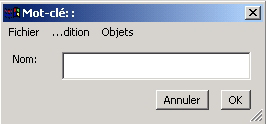 Mot-clé::
Fichier ...dition Objets
Nom:
Annuler OK